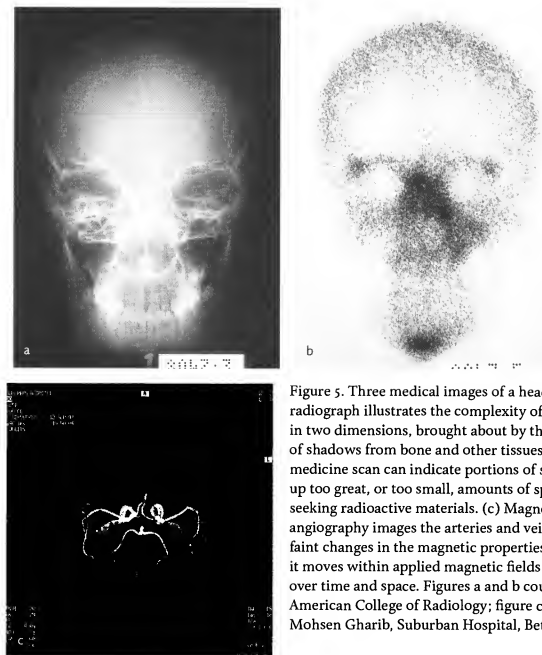 a
b
c
Figure 5. Three medical images of a head
radiograph illustrates the complexity of
in two dimensions, brought about by th
of shadows from bone and other tissues
medicine scan can indicate portions of s
up too great, or too small, amounts of sp
seeking radioactive materials. (c) Magne
angiography images the arteries and vei
faint changes in the magnetic properties
it moves within applied magnetic fields
over time and space. Figures a and b cou
American College of Radiology; figure c
Mohsen Gharib, Suburban Hospital, Bet